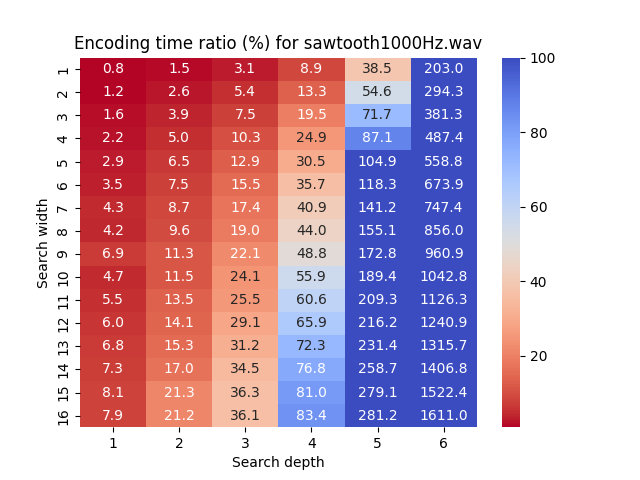 Encoding time ratio (%) for sawtooth1000Hz.wav
1 0.8 1.5 3.1 8.9 38.5 203.0
2 1.2 2.6 5.4 13.3 54.6 294.3
3 1.6 3.9 7.5 19.5 71.7 381.3
4 2.2 5.0 10.3 24.9 87.1 487.4
5 2.9 6.5 12.9 30.5 104.9 558.8
6 3.5 7.5 15.5 35.7 118.3 673.9
7 4.3 8.7 17.4 40.9 141.2 747.4
8 4.2 9.6 19.0 44.0 155.1 856.0
9 6.9 11.3 22.1 48.8 172.8 960.9
10 4.7 11.5 24.1 55.9 189.4 1042.8
11 5.5 13.5 25.5 60.6 209.3 1126.3
12 6.0 14.1 29.1 65.9 216.2 1240.9
13 6.8 15.3 31.2 72.3 231.4 1315.7
14 7.3 17.0 34.5 76.8 258.7 1406.8
15 8.1 21.3 36.3 81.0 279.1 1522.4
16 7.9 21.2 36.1 83.4 281.2 1611.0
1 2 3 4 5 6
Search depth
Search width
100
80
60
40
20